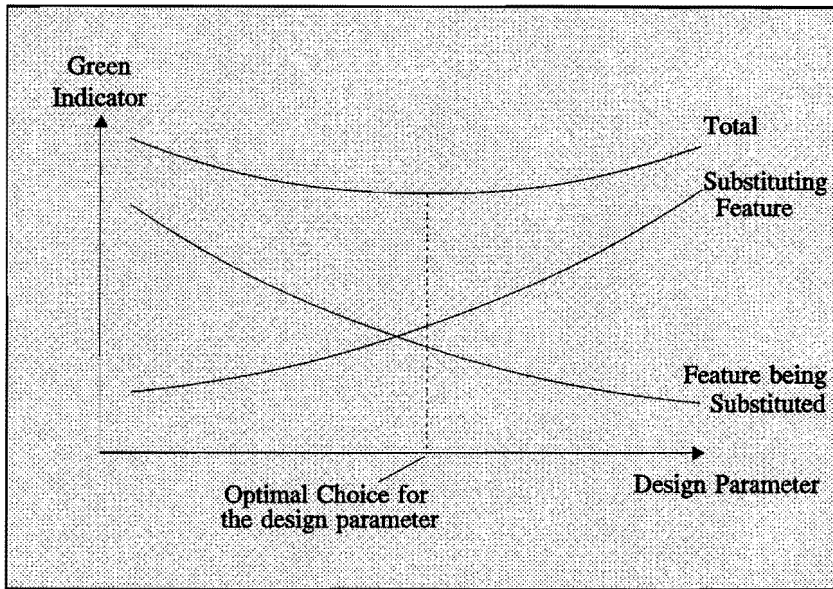 Green
Indicator
Total
Substituting
Feature
Feature being
Substituted
Optimal Choice for
the design parameter
Design Parameter